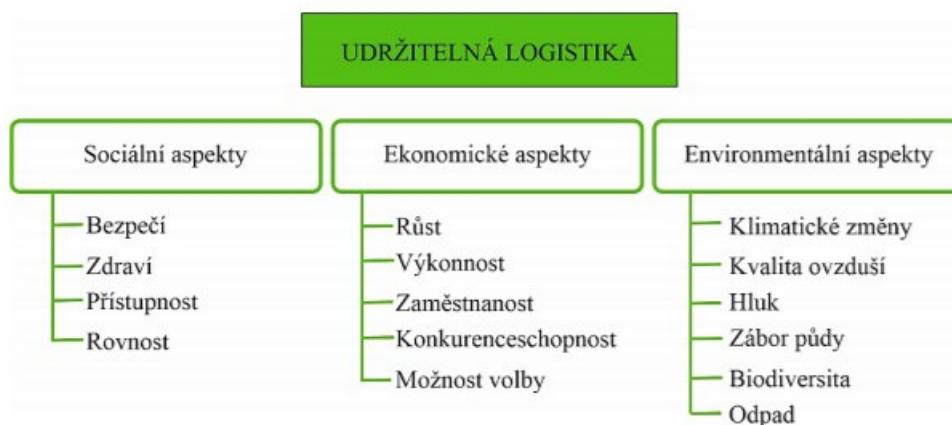 UDRŽITELNÁ LOGISTIKA
Sociální aspekty
Bezpečí
Zdraví
Přístupnost
Rovnost
Ekonomické aspekty
Růst
Výkonnost
Zaměstnanost
Konkurenceschopnost
Možnost volby
Environmentální aspekty
Klimatické změny
Kvalita ovzduší
Hluk
Zábor půdy
Biodiversita
Odpad